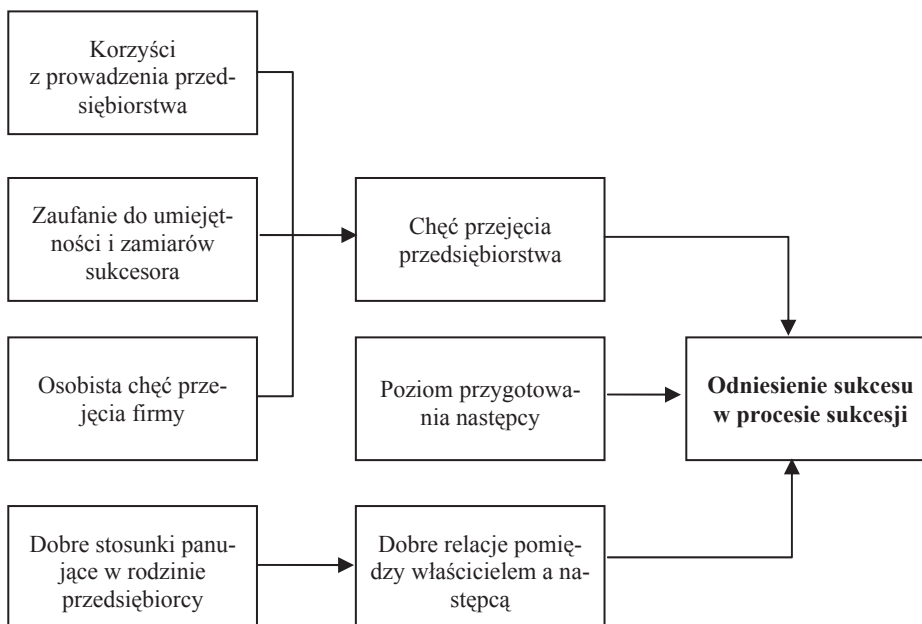 Korzyści
z prowadzenia przed-
siębiorstwa
Zaufanie do umiejęt-
ności i zamiarów
sukcesora
Chęć przejęcia
przedsiębiorstwa
Osobista chęć prze-
jęcia firmy
Poziom przygotowa-
nia następcy
Odniesienie sukcesu
w procesie sukcesji
Dobre stosunki panu-
jące w rodzinie
przedsiębiorcy
Dobre relacje pomię-
dzy właścicielem a na-
stępcą